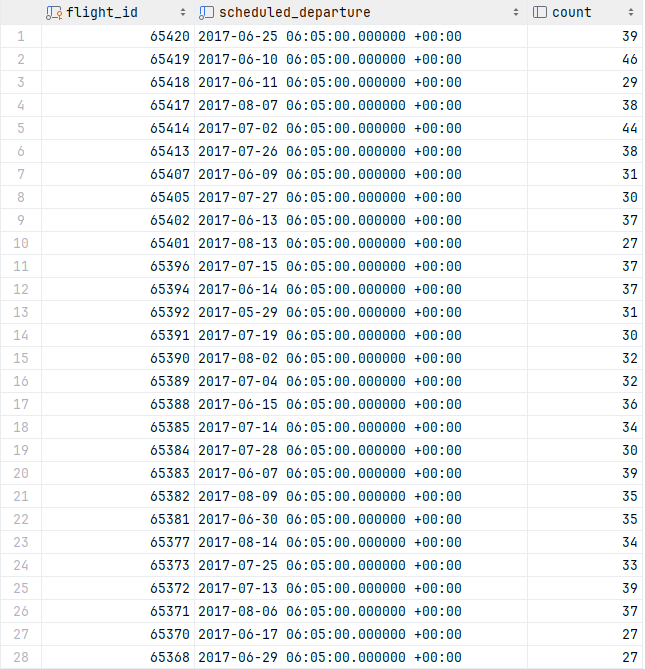 flight_id scheduled_departure count
1 65420 2017-06-25 06:05:00.000000 +00:00 39
2 65419 2017-06-10 06:05:00.000000 +00:00 46
3 65418 2017-06-11 06:05:00.000000 +00:00 29
4 65417 2017-08-07 06:05:00.000000 +00:00 38
5 65414 2017-07-02 06:05:00.000000 +00:00 44
6 65413 2017-07-26 06:05:00.000000 +00:00 38
7 65407 2017-06-09 06:05:00.000000 +00:00 31
8 65405 2017-07-27 06:05:00.000000 +00:00 30
9 65402 2017-06-13 06:05:00.000000 +00:00 37
10 65401 2017-08-13 06:05:00.000000 +00:00 27
11 65396 2017-07-15 06:05:00.000000 +00:00 37
12 65394 2017-06-14 06:05:00.000000 +00:00 37
13 65392 2017-05-29 06:05:00.000000 +00:00 31
14 65391 2017-07-19 06:05:00.000000 +00:00 30
15 65390 2017-08-02 06:05:00.000000 +00:00 32
16 65389 2017-07-04 06:05:00.000000 +00:00 32
17 65388 2017-06-15 06:05:00.000000 +00:00 36
18 65385 2017-07-14 06:05:00.000000 +00:00 34
19 65384 2017-07-28 06:05:00.000000 +00:00 30
20 65383 2017-06-07 06:05:00.000000 +00:00 39
21 65382 2017-08-09 06:05:00.000000 +00:00 35
22 65381 2017-06-30 06:05:00.000000 +00:00 35
23 65377 2017-08-14 06:05:00.000000 +00:00 34
24 65373 2017-07-25 06:05:00.000000 +00:00 33
25 65372 2017-07-13 06:05:00.000000 +00:00 39
26 65371 2017-08-06 06:05:00.000000 +00:00 37
27 65370 2017-06-17 06:05:00.000000 +00:00 27
28 65368 2017-06-29 06:05:00.000000 +00:00 27